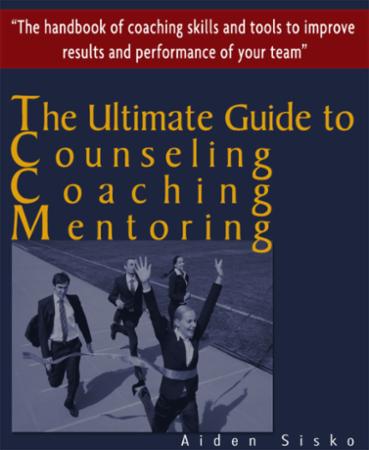 “The handbook of coaching skills and tools to improve
results and performance of your team”
The Ultimate Guide to
Counseling
Coaching
Mentoring
Aiden Sisko